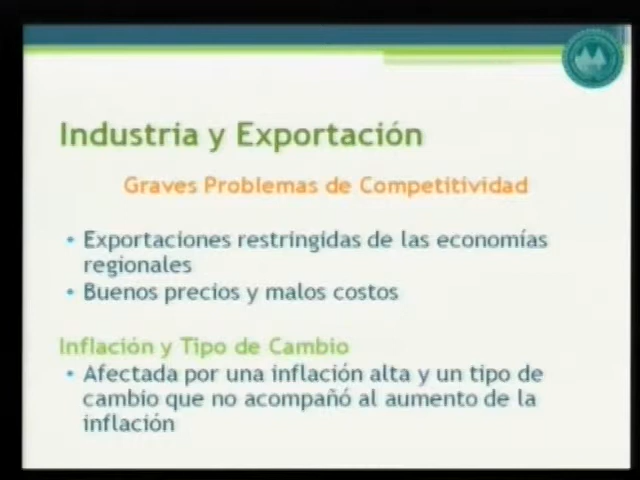 Industria y Exportación
Graves Problemas de Competitividad
• Exportaciones restringidas de las economías
regionales
• Buenos precios y malos costos
Inflación y Tipo de Cambio
• Afectada por una inflación alta y un tipo de
cambio que no acompañó al aumento de la
inflación